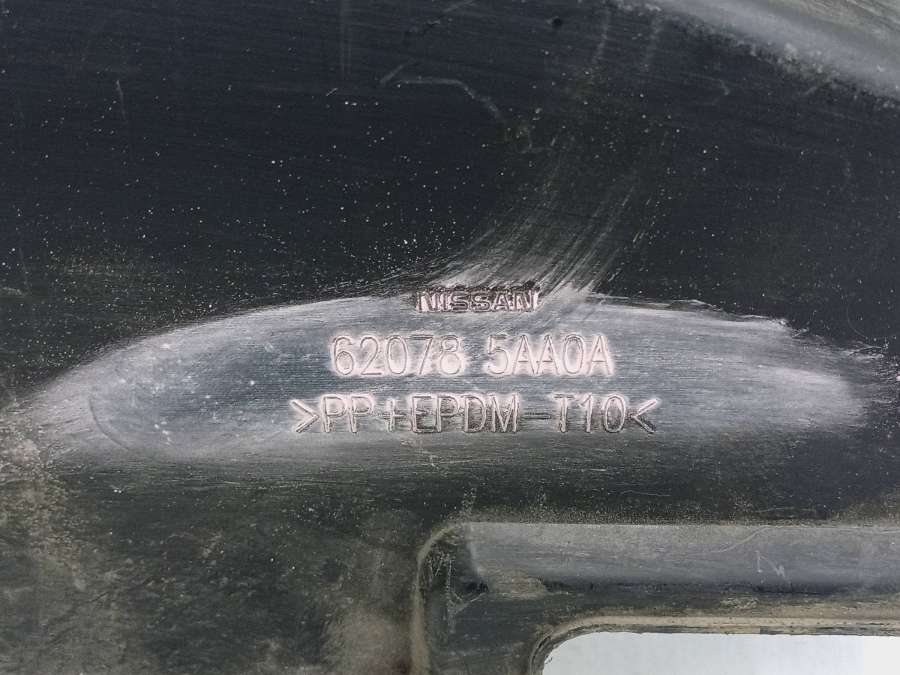 NISSAN
62078 5AA0A
>PP+EPDM-T10<